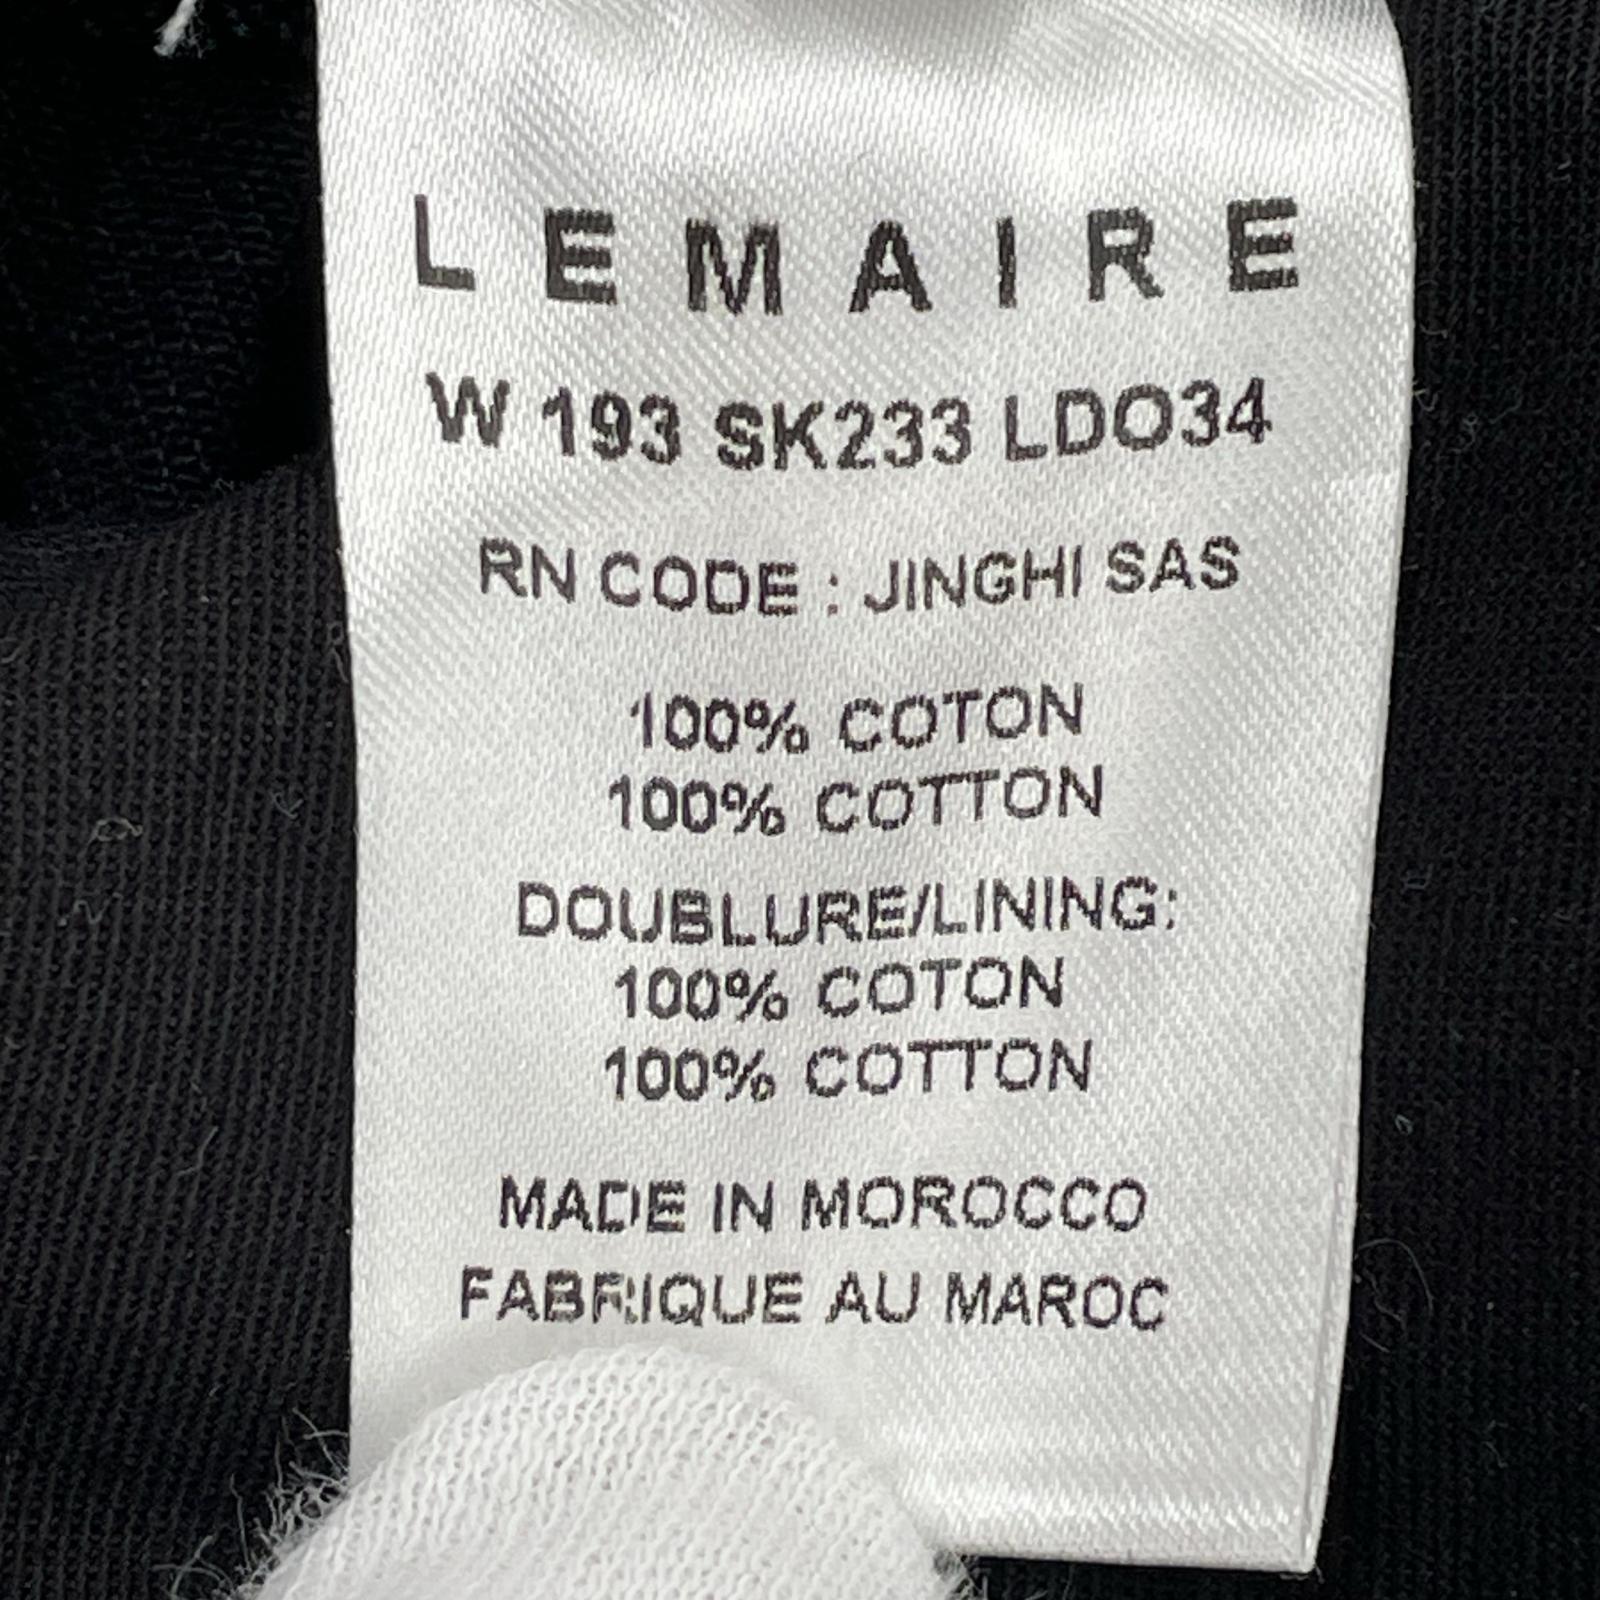 LEMAIRE
W 193 SK233 LDO34
RN CODE : JINGHI SAS
100% COTON
100% COTTON
DOUBLURE/LINING:
100% COTON
100% COTTON
MADE IN MOROCCO
FABRIQUE AU MAROC